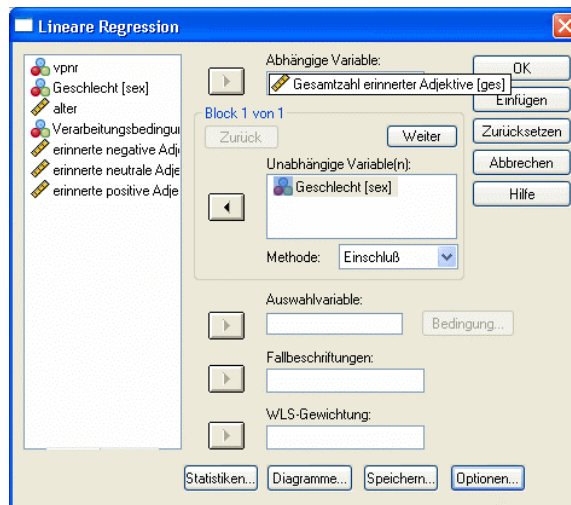 Lineare Regression
vpnr
Geschlecht [sex]
alter
Verarbeitungsbedingu
erinnerte negative Adj
erinnerte neutrale Adje
erinnerte positive Adje
Abhängige Variable:
Gesamtzahl erinnerter Adjektive [ges]
Block 1 von 1
Zurück
Weiter
Unabhängige Variable(n):
Geschlecht [sex]
Methode: Einschluß
Auswahlvariable:
Bedingung...
Fallbeschriftungen:
WLS-Gewichtung:
OK
Einfügen
Zurücksetzen
Abbrechen
Hilfe
Statistiken... Diagramme... Speichern... Optionen...